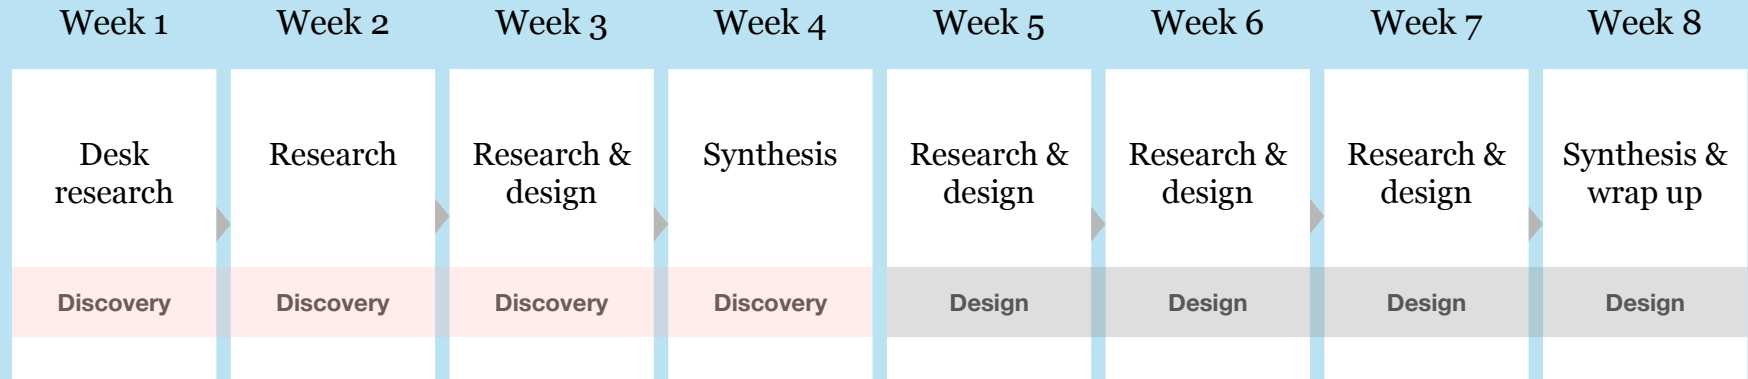 Week 1 Week 2 Week 3 Week 4 Week 5 Week 6 Week 7 Week 8
Desk
research
Research
Research &
design
Synthesis
Research &
design
Research &
design
Research &
design
Synthesis &
wrap up
Discovery Discovery Discovery Discovery Design Design Design Design